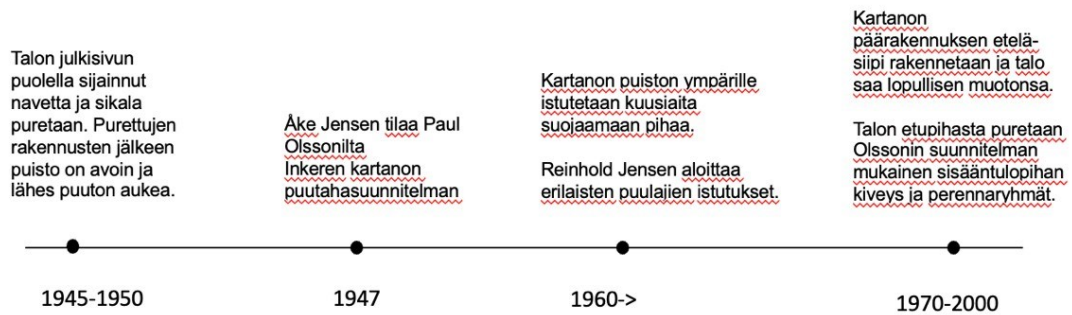 Talon julkisivun
puolella sijainnut
navetta ja sikala
puretaan. Purettujen
rakennusten jälkeen
puisto on avoin ja
lähes puuton aukea.
1945-1950
Åke Jensen tilaa Paul
Olssonilta
Inkeren kartanon
puutahasuunnitelman
1947
Kartanon puiston ympärille
istutetaan kuusiaita
suojaamaan pihaa.
Reinhold Jensen aloittaa
erilaisten puulajien istutukset.
1960->
Kartanon
päärakennuksen etelä-
siipi rakennetaan ja talo
saa lopullisen muotonsa.
Talon etupihasta puretaan
Olssonin suunnitelman
mukainen sisääntulopihan
kiveys ja perennaryhmät.
1970-2000